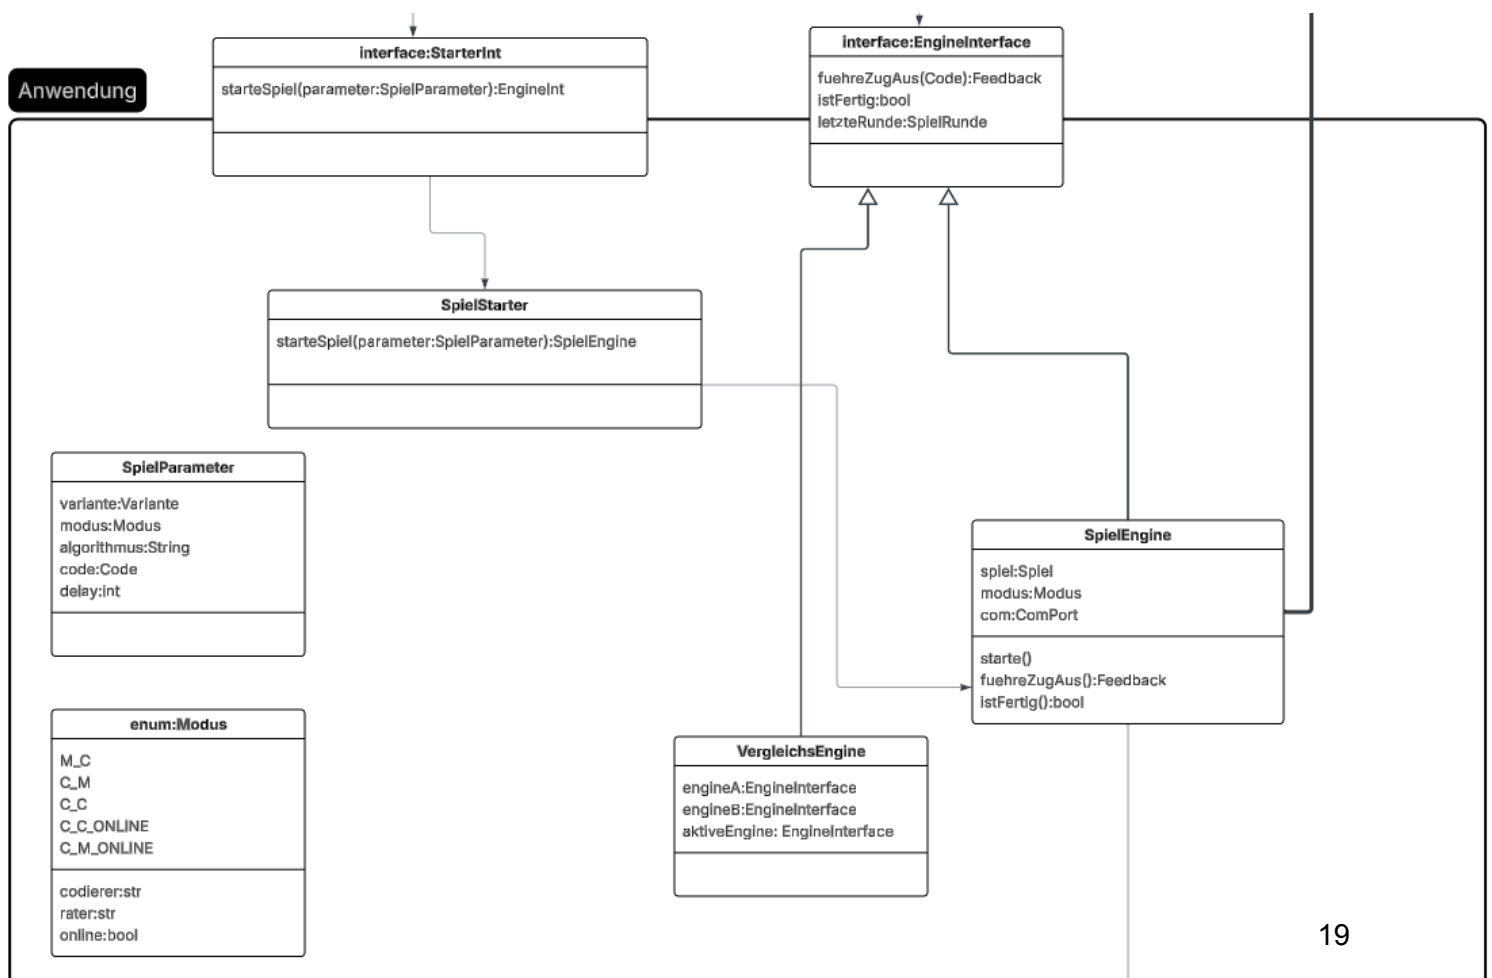 interface:StarterInt
starteSpiel(parameter:SpielParameter):EngineInt
interface:EngineInterface
fuehreZugAus(Code):Feedback
istFertig:bool
letzteRunde:SpielRunde
Anwendung
SpielStarter
starteSpiel(parameter:SpielParameter):SpielEngine
SpielParameter
variante:Variante
modus:Modus
algorithmus:String
code:Code
delay:int
SpielEngine
spiel:Spiel
modus:Modus
com:ComPort
starte()
fuehreZugAus():Feedback
istFertig():bool
enum:Modus
M_C
C_M
C_C
C_C_ONLINE
C_M_ONLINE
codierer:str
rater:str
online:bool
VergleichsEngine
engineA:EngineInterface
engineB:EngineInterface
aktiveEngine: EngineInterface
19